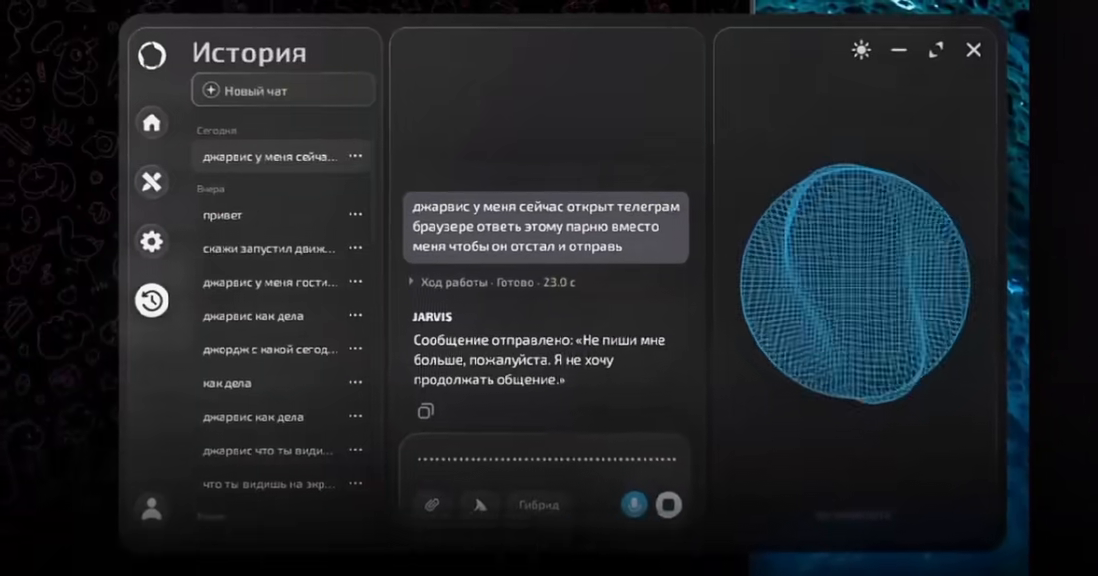 История
Новый чат
Сегодня
джарвис у меня сейча...
Вчера
привет
скажи запустил движ...
джарвис у меня гости...
джарвис как дела
джордж с какой сегод...
как дела
джарвис как дела
джарвис что ты види...
что ты видишь на экр...
джарвис у меня сейчас открыт телеграм
браузере ответь этому парню вместо
меня чтобы он отстал и отправь
Ход работы · Готово · 23.0 с
JARVIS
Сообщение отправлено: «Не пиши мне
больше, пожалуйста. Я не хочу
продолжать общение.»
Гибрид